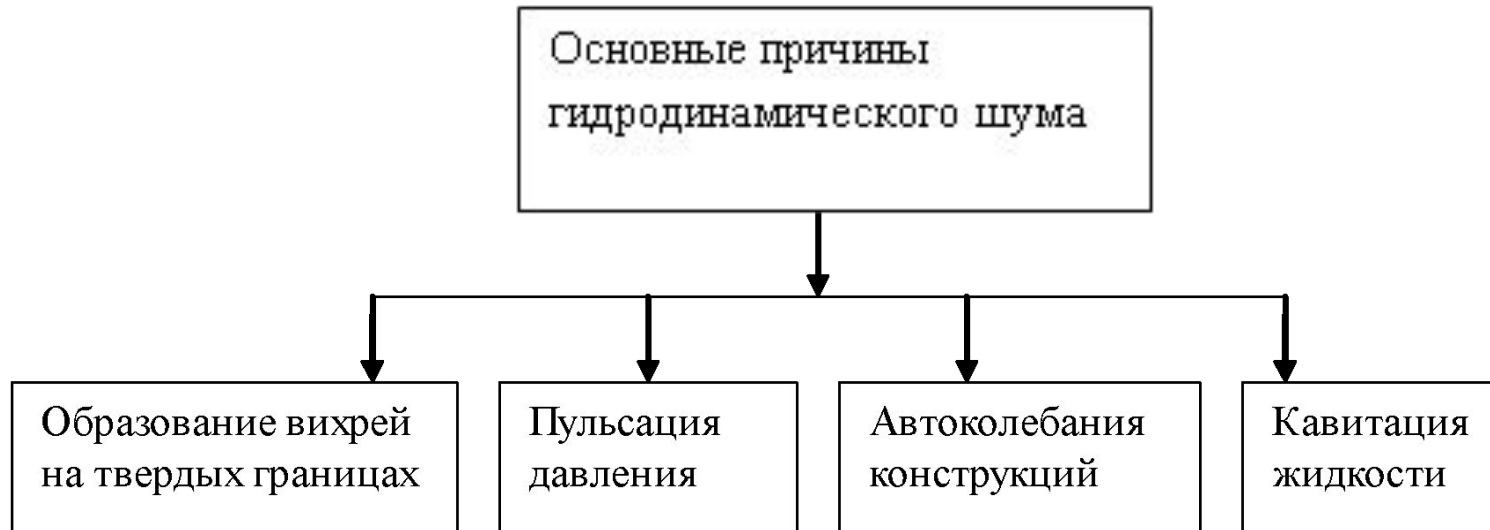 Основные причины
гидродинамического шума
Образование вихрей
на твердых границах
Пульсация
давления
Автоколебания
конструкций
Кавитация
жидкости